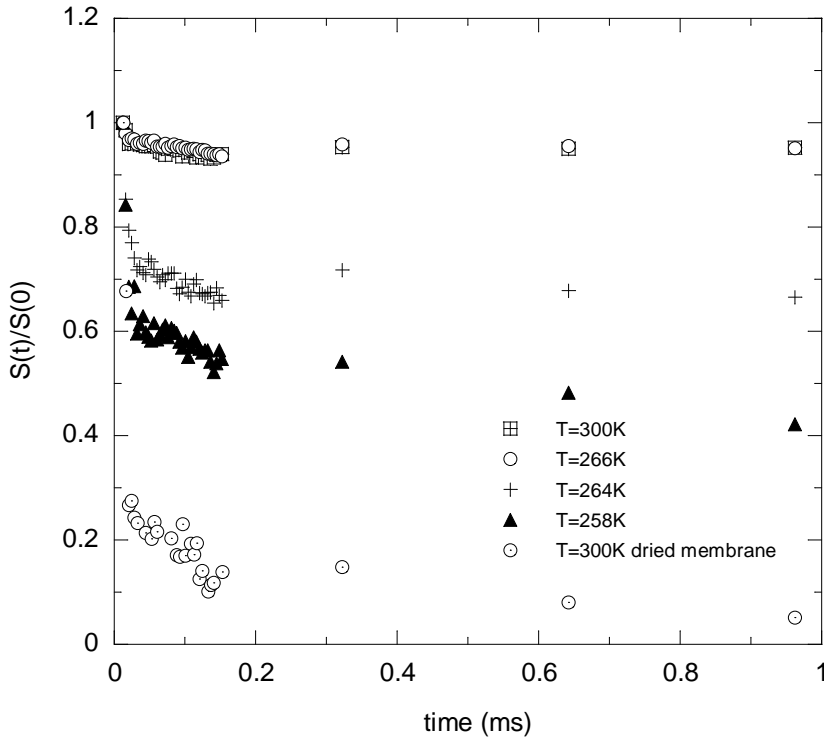 1.2
1
0.8
0.6
0.4
0.2
0
S(t)/S(0)
T=300K
T=266K
T=264K
T=258K
T=300K dried membrane
0 0.2 0.4 0.6 0.8 1
time (ms)